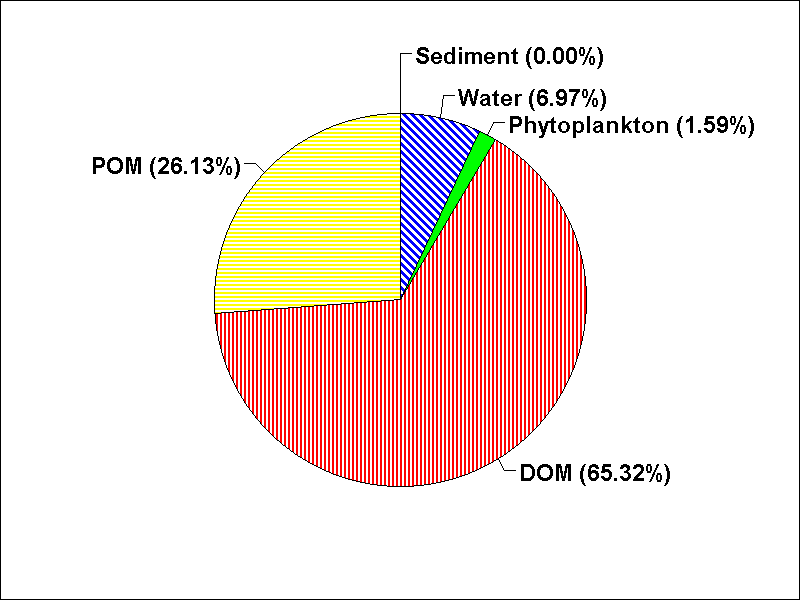 Sediment (0.00%)
Water (6.97%)
Phytoplankton (1.59%)
POM (26.13%)
DOM (65.32%)